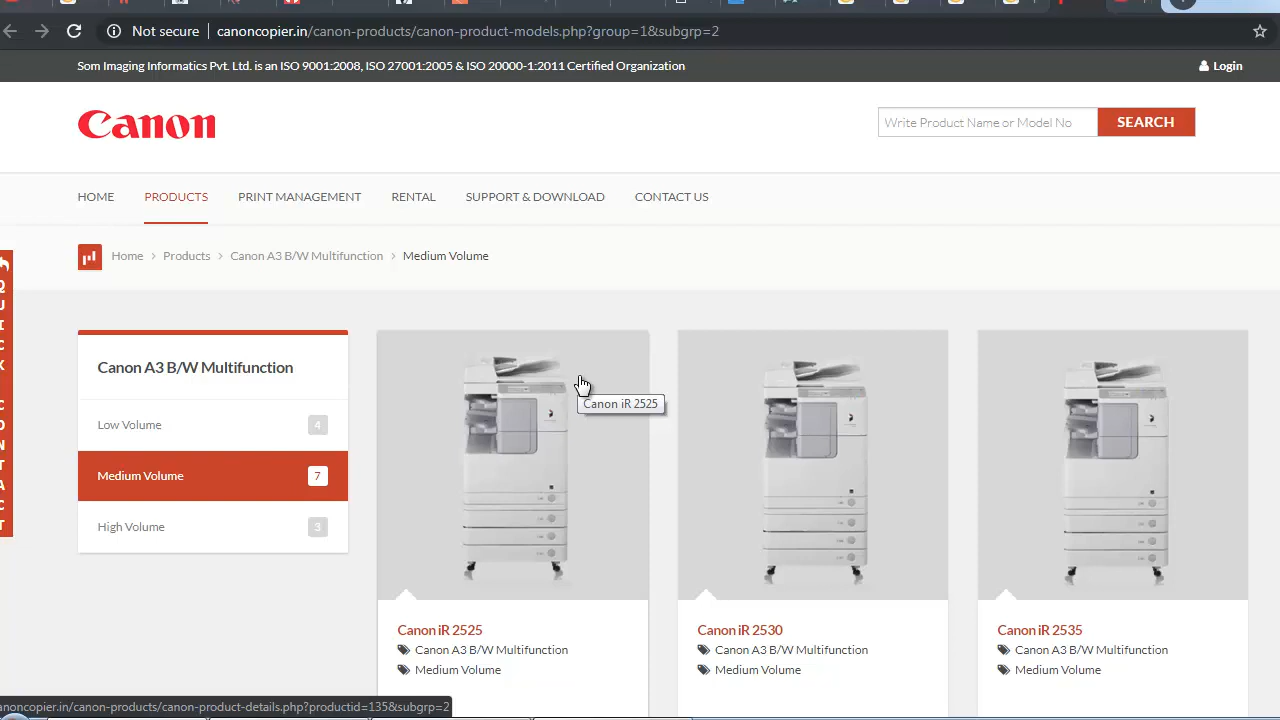 Not secure canoncopier.in/canon-products/canon-product-models.php?group=1&subgrp=2
Som Imaging Informatics Pvt. Ltd. is an ISO 9001:2008, ISO 27001:2005 & ISO 20000-1:2011 Certified Organization
Login
Canon
Write Product Name or Model No
SEARCH
HOME PRODUCTS PRINT MANAGEMENT RENTAL SUPPORT & DOWNLOAD CONTACT US
Home > Products > Canon A3 B/W Multifunction > Medium Volume
QUICK CONTACT
Canon A3 B/W Multifunction
Low Volume 4
Medium Volume 7
High Volume 3
Canon iR 2525
Canon iR 2525
Canon A3 B/W Multifunction
Medium Volume
Canon iR 2530
Canon A3 B/W Multifunction
Medium Volume
Canon iR 2535
Canon A3 B/W Multifunction
Medium Volume
anoncopier.in/canon-products/canon-product-details.php?productid=135&subgrp=2